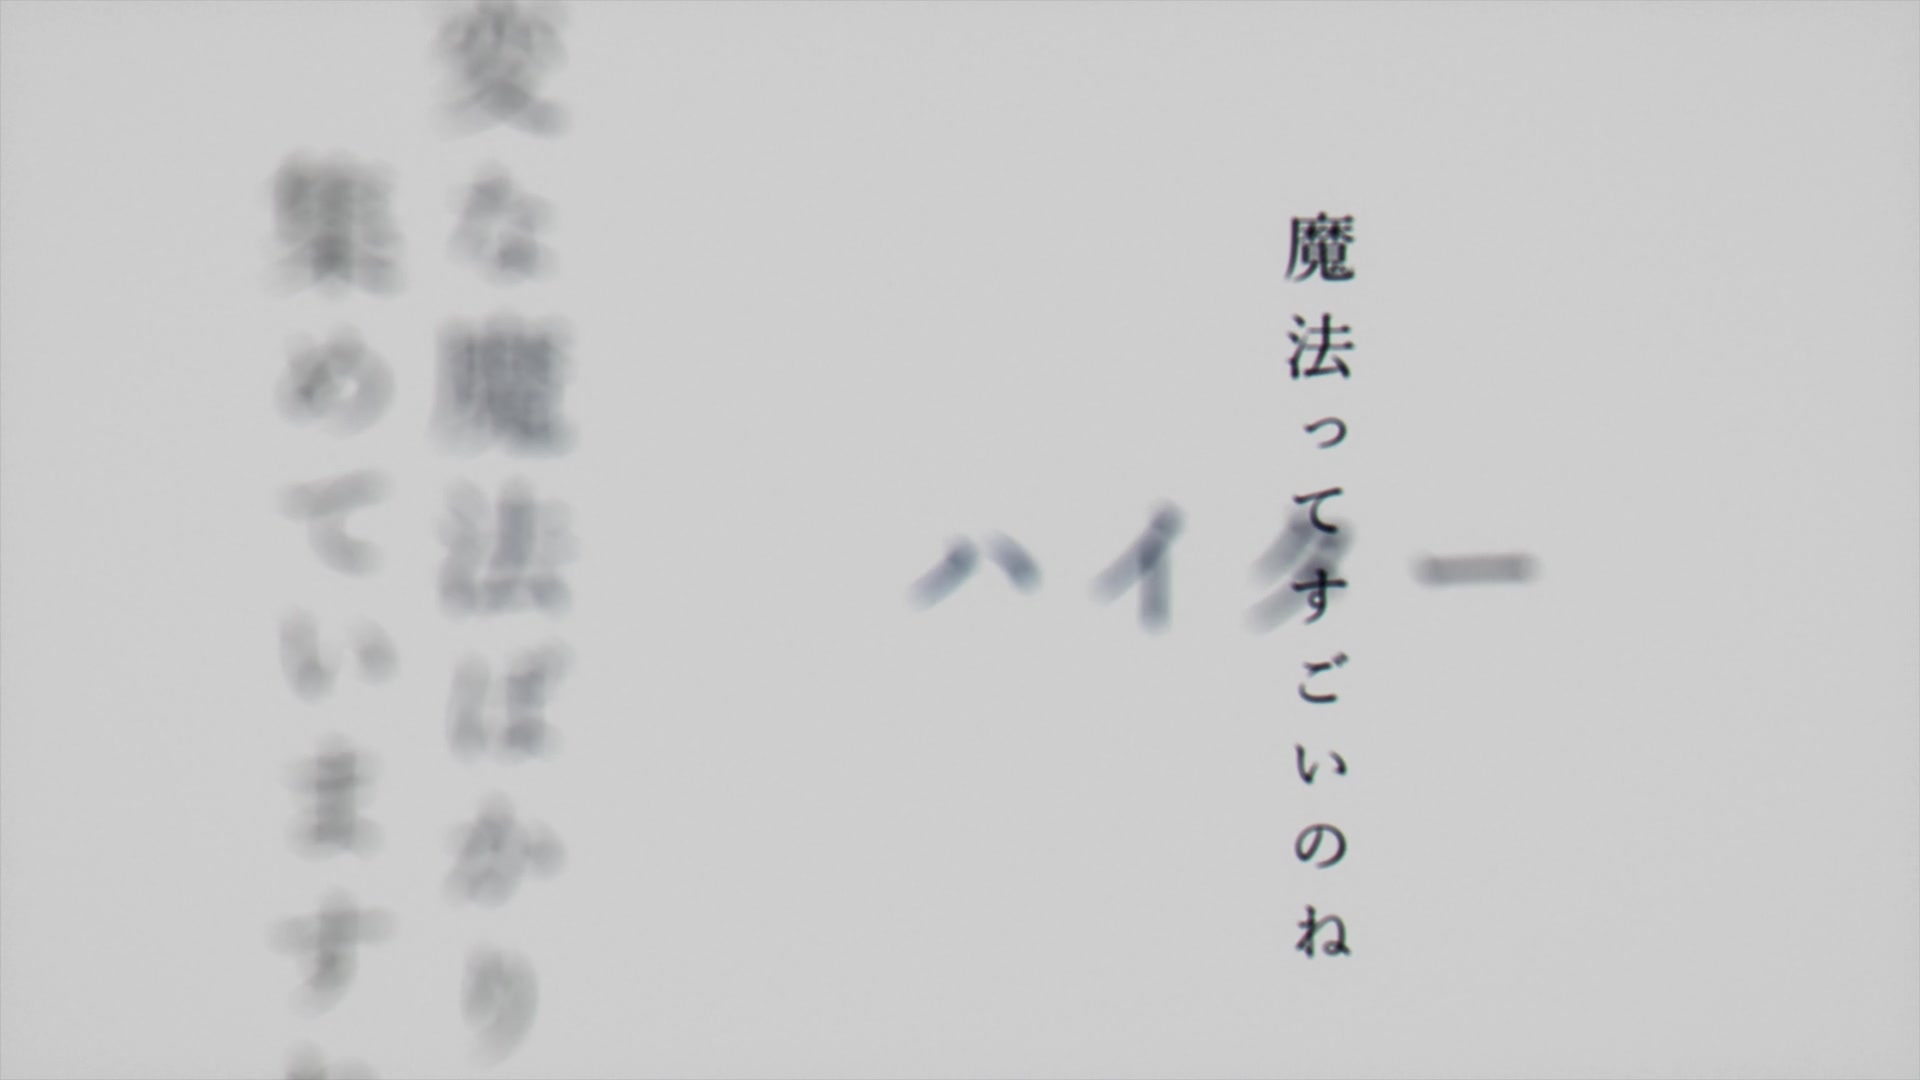 魔法ってすごいのね
ハイター
変な魔法ばかり
集めています